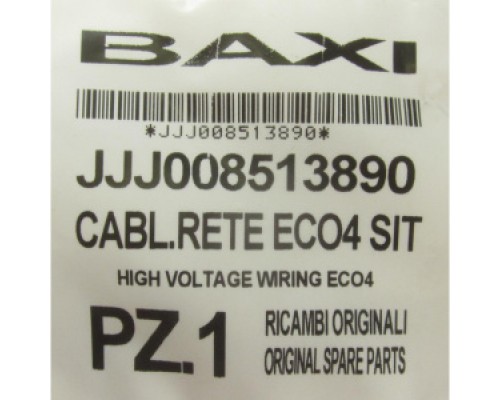 BAXI
*JJJ008513890*
JJJ008513890
CABL.RETE ECO4 SIT
HIGH VOLTAGE WIRING ECO4
PZ.1
RICAMBI ORIGINALI
ORIGINAL SPARE PARTS